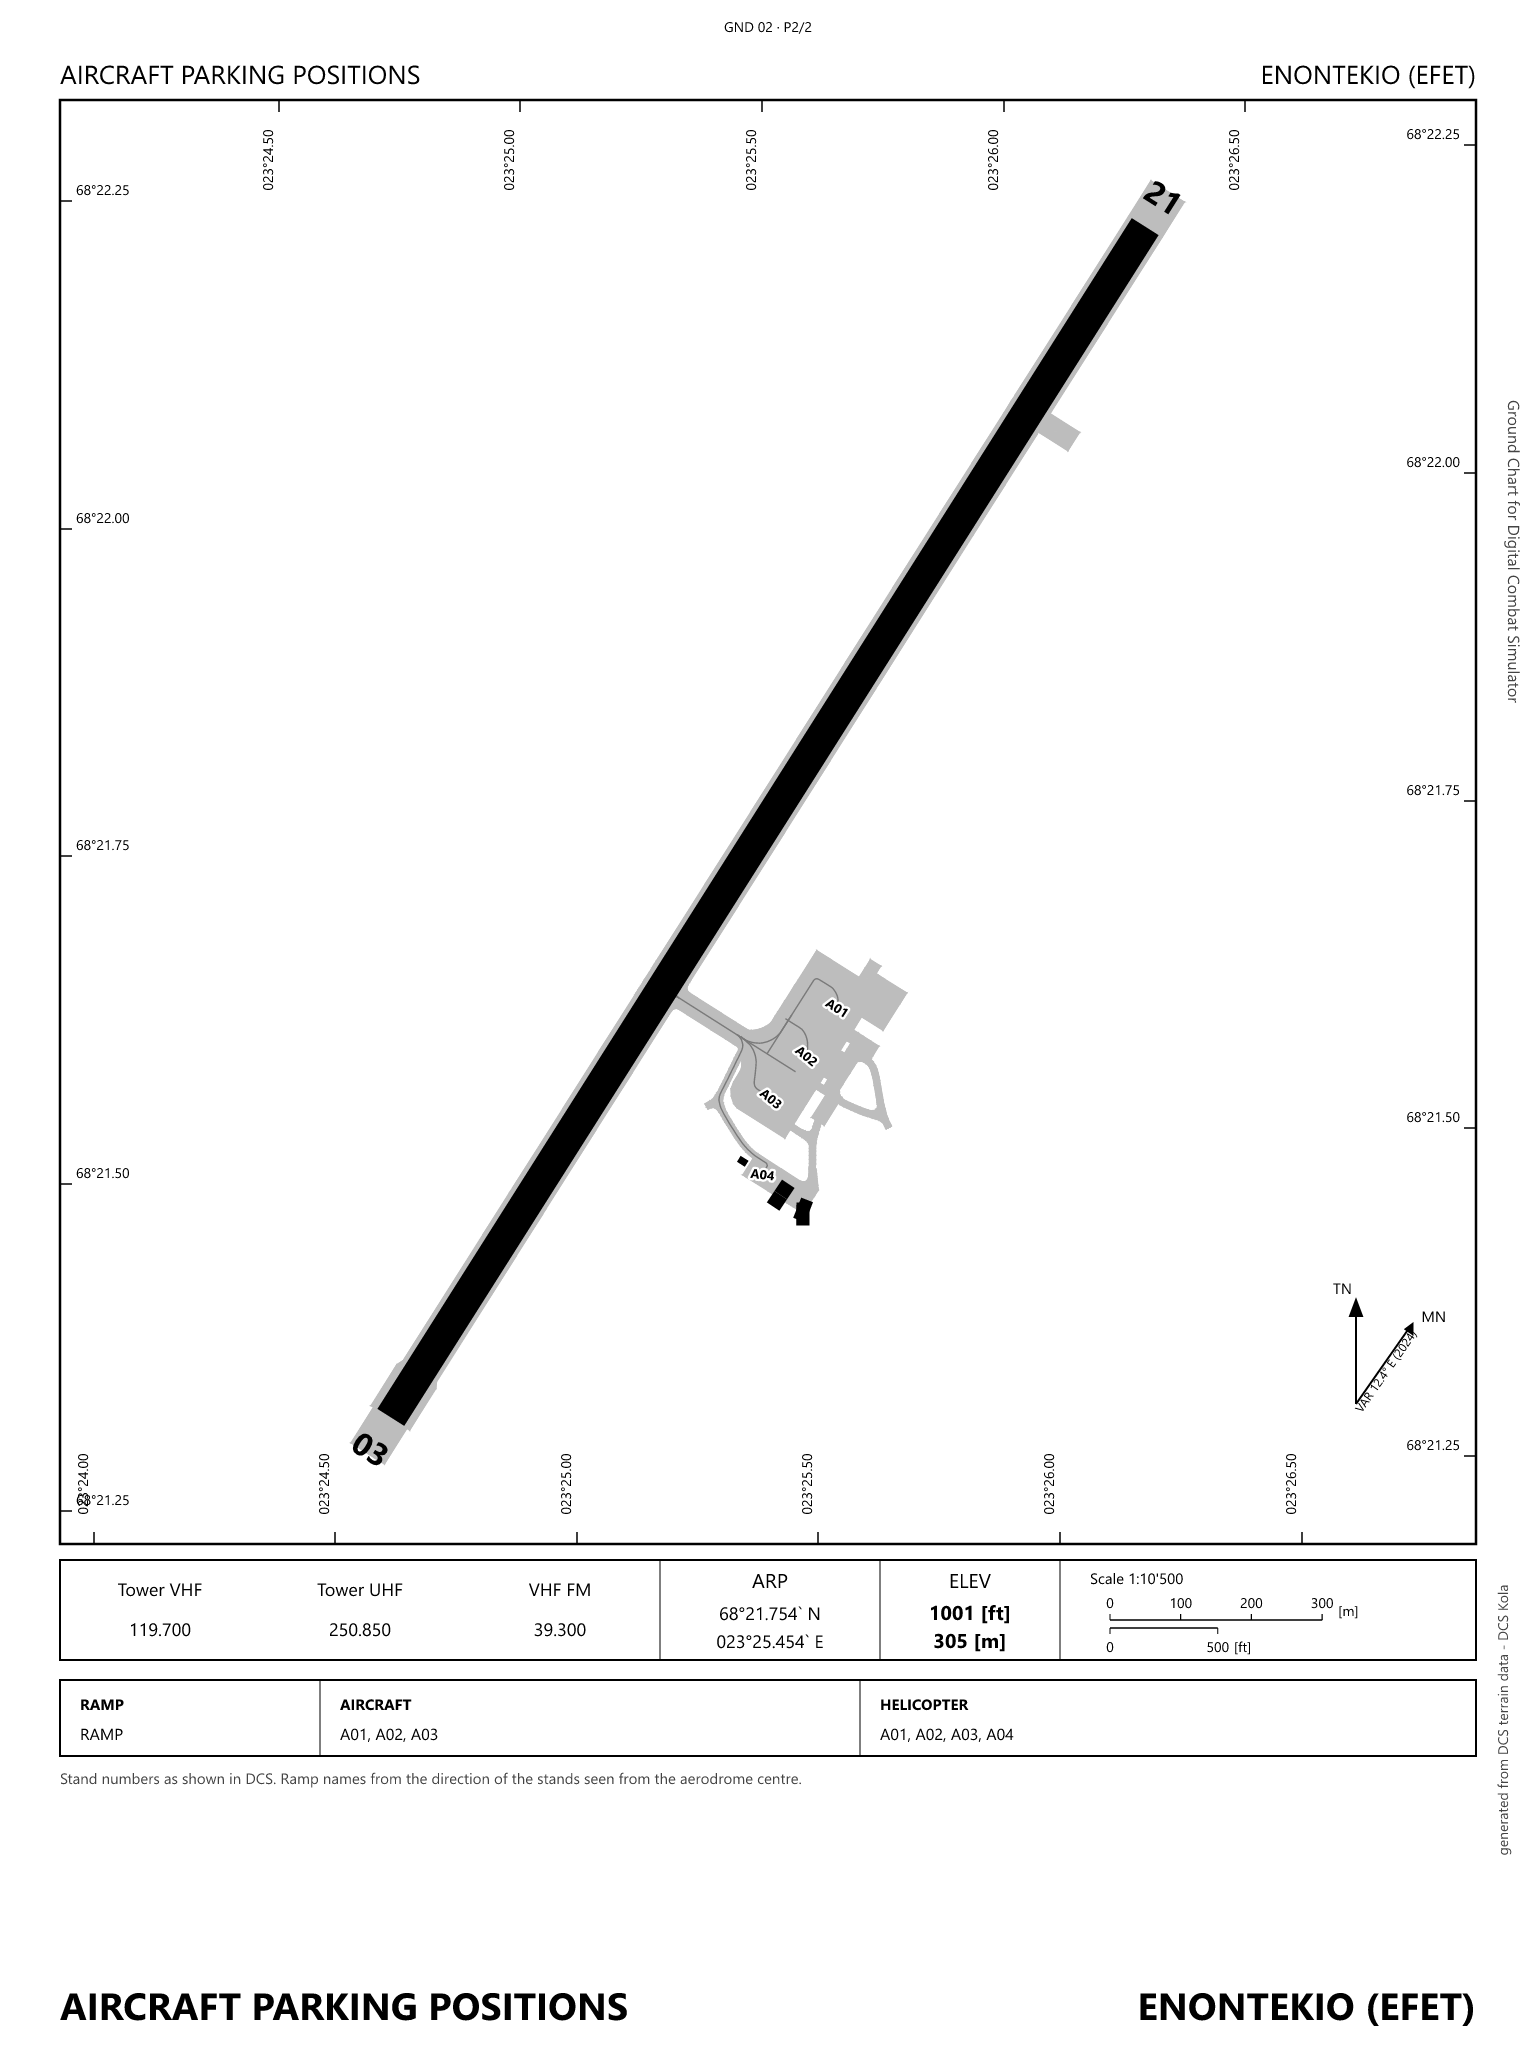 GND 02 · P2/2
AIRCRAFT PARKING POSITIONS
ENONTEKIO (EFET)
023°24.50
023°25.00
023°25.50
023°26.00
023°26.50
68°22.25
68°22.25
21
68°22.00
68°22.00
68°21.75
68°21.75
A01
A02
A03
A04
68°21.50
68°21.50
TN
MN
VAR 12.4° E (2024)
03
68°21.25
68°21.25
023°24.00
023°24.50
023°25.00
023°25.50
023°26.00
023°26.50
Ground Chart for Digital Combat Simulator
Tower VHF
119.700
Tower UHF
250.850
VHF FM
39.300
ARP
68°21.754` N
023°25.454` E
ELEV
1001 [ft]
305 [m]
Scale 1:10'500
0 100 200 300 [m]
0 500 [ft]
RAMP
RAMP
AIRCRAFT
A01, A02, A03
HELICOPTER
A01, A02, A03, A04
Stand numbers as shown in DCS. Ramp names from the direction of the stands seen from the aerodrome centre.
generated from DCS terrain data - DCS Kola
AIRCRAFT PARKING POSITIONS
ENONTEKIO (EFET)